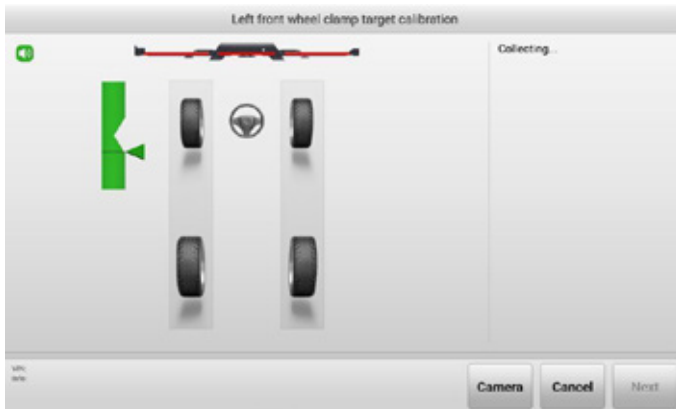 Left front wheel clamp target calibration
Collecting...
Camera
Cancel
Next